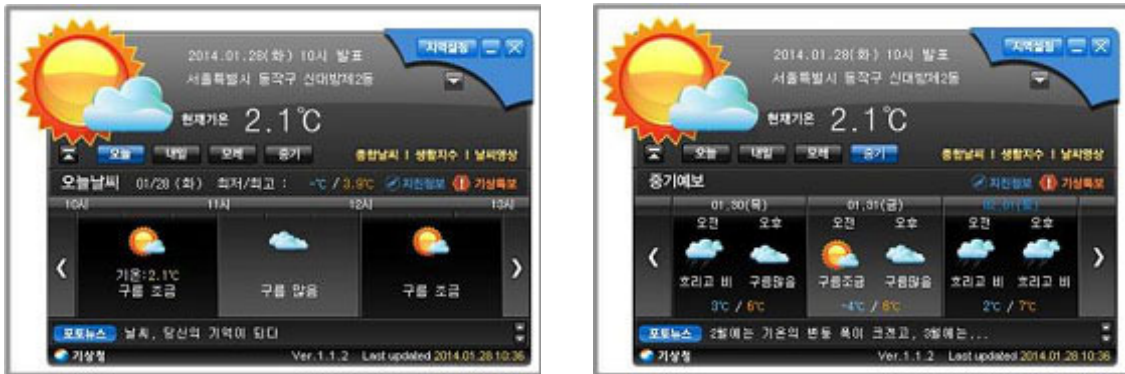 지역설정
2014.01.28(화) 10시 발표
서울특별시 동작구 신대방제2동
현재기온 2.1℃
오늘 내일 모레 중기 종합날씨 | 생활지수 | 날씨영상
오늘날씨 01/28 (화) 최저/최고 : -℃ / 3.9℃ 지진정보 기상특보
10시 11시 12시 13시
기온:2.1℃
구름 조금 구름 많음 구름 조금
포토뉴스 날씨, 당신의 기억이 되다
기상청 Ver.1.1.2 Last updated 2014.01.28 10:36
지역설정
2014.01.28(화) 10시 발표
서울특별시 동작구 신대방제2동
현재기온 2.1℃
오늘 내일 모레 중기 종합날씨 | 생활지수 | 날씨영상
중기예보 지진정보 기상특보
01.30(목) 01.31(금) 02.01(토)
오전 오후 오전 오후 오전 오후
흐리고 비 구름많음 구름조금 구름많음 흐리고 비 흐리고 비
3℃ / 6℃ -4℃ / 8℃ 2℃ / 7℃
포토뉴스 2월에는 기온의 변동 폭이 크겠고, 3월에는...
기상청 Ver.1.1.2 Last updated 2014.01.28 10:36